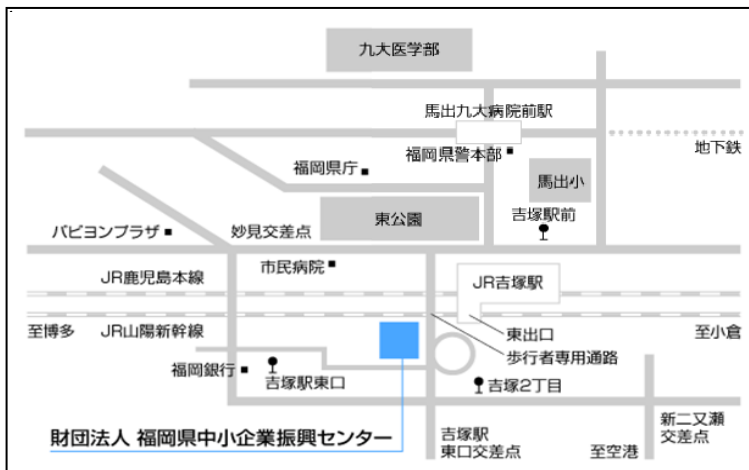 九大医学部
馬出九大病院前駅
地下鉄
福岡県警本部
福岡県庁
馬出小
東公園
吉塚駅前
パピヨンプラザ
妙見交差点
市民病院
JR鹿児島本線
JR吉塚駅
至博多
JR山陽新幹線
東出口
至小倉
歩行者専用通路
福岡銀行
吉塚駅東口
吉塚2丁目
財団法人 福岡県中小企業振興センター
吉塚駅
東口交差点
新二又瀬
交差点
至空港